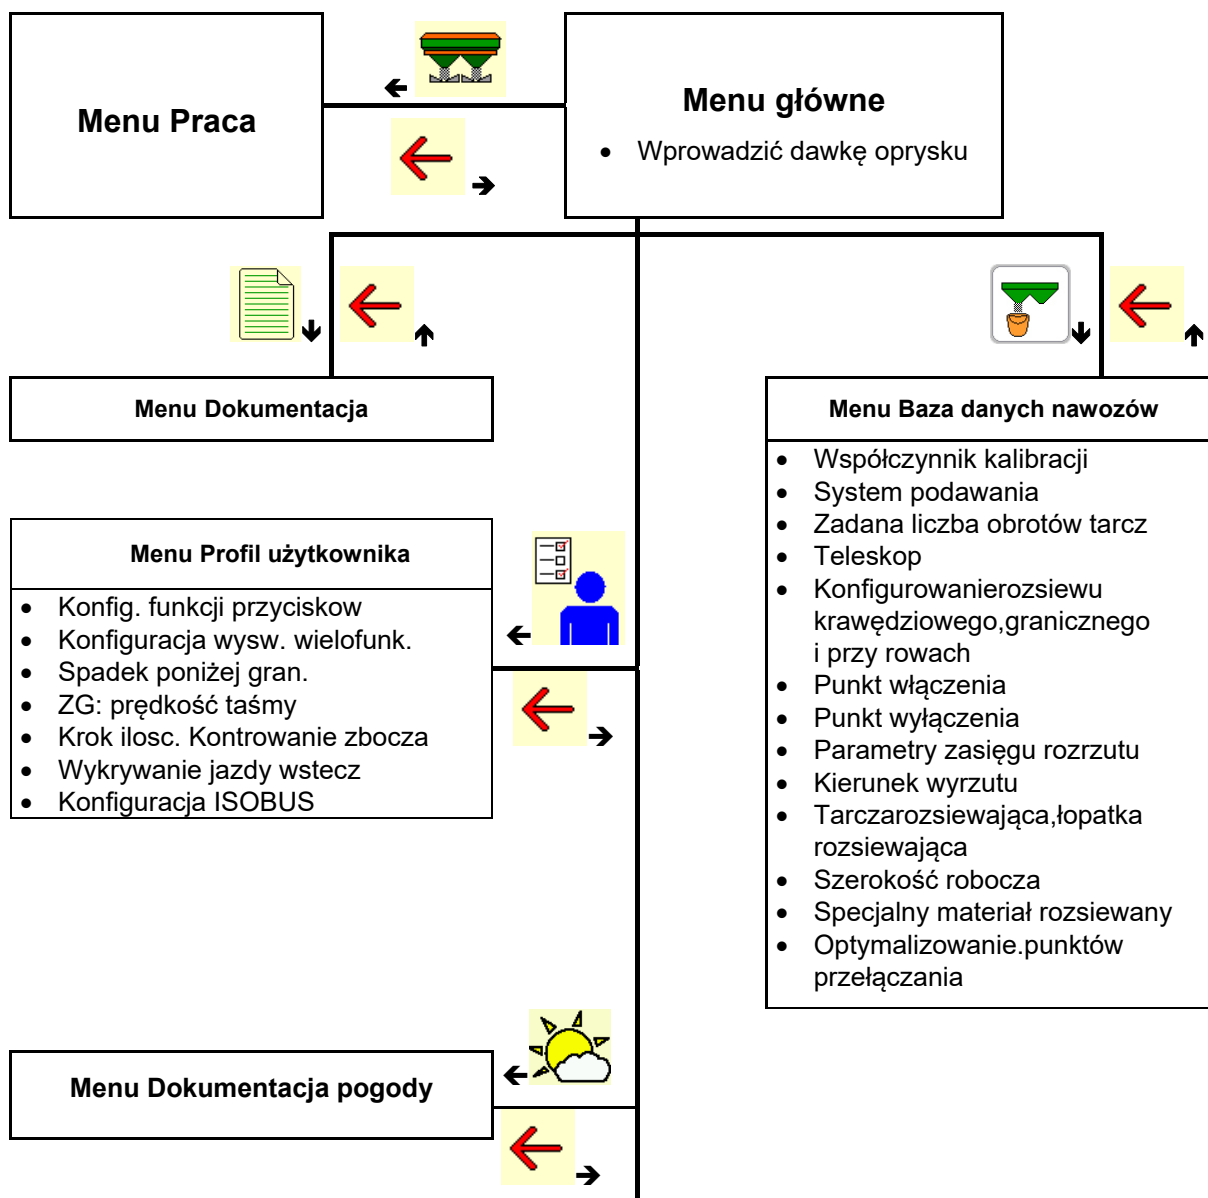 Menu Praca
Menu główne
• Wprowadzić dawkę oprysku
Menu Dokumentacja
Menu Baza danych nawozów
• Współczynnik kalibracji
• System podawania
• Zadana liczba obrotów tarcz
• Teleskop
• Konfigurowanierozsiewu
krawędziowego,granicznego
i przy rowach
• Punkt włączenia
• Punkt wyłączenia
• Parametry zasięgu rozrzutu
• Kierunek wyrzutu
• Tarczarozsiewająca,łopatka
rozsiewająca
• Szerokość robocza
• Specjalny materiał rozsiewany
• Optymalizowanie.punktów
przełączania
Menu Profil użytkownika
• Konfig. funkcji przyciskow
• Konfiguracja wysw. wielofunk.
• Spadek poniżej gran.
• ZG: prędkość taśmy
• Krok ilosc. Kontrowanie zbocza
• Wykrywanie jazdy wstecz
• Konfiguracja ISOBUS
Menu Dokumentacja pogody